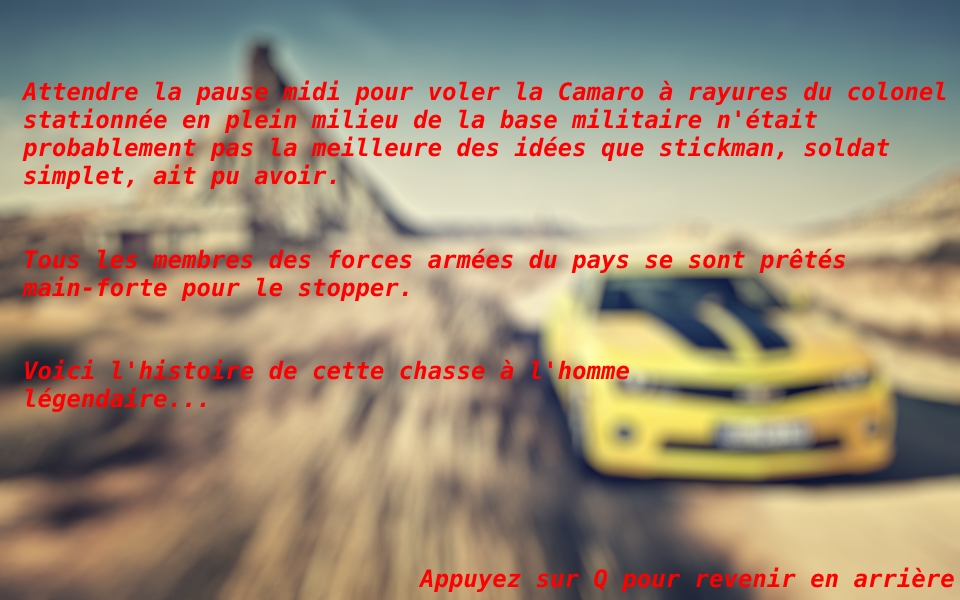 Attendre la pause midi pour voler la Camaro à rayures du colonel
stationnée en plein milieu de la base militaire n'était
probablement pas la meilleure des idées que stickman, soldat
simplet, ait pu avoir.
Tous les membres des forces armées du pays se sont prêtés
main-forte pour le stopper.
Voici l'histoire de cette chasse à l'homme
légendaire...
Appuyez sur Q pour revenir en arrière